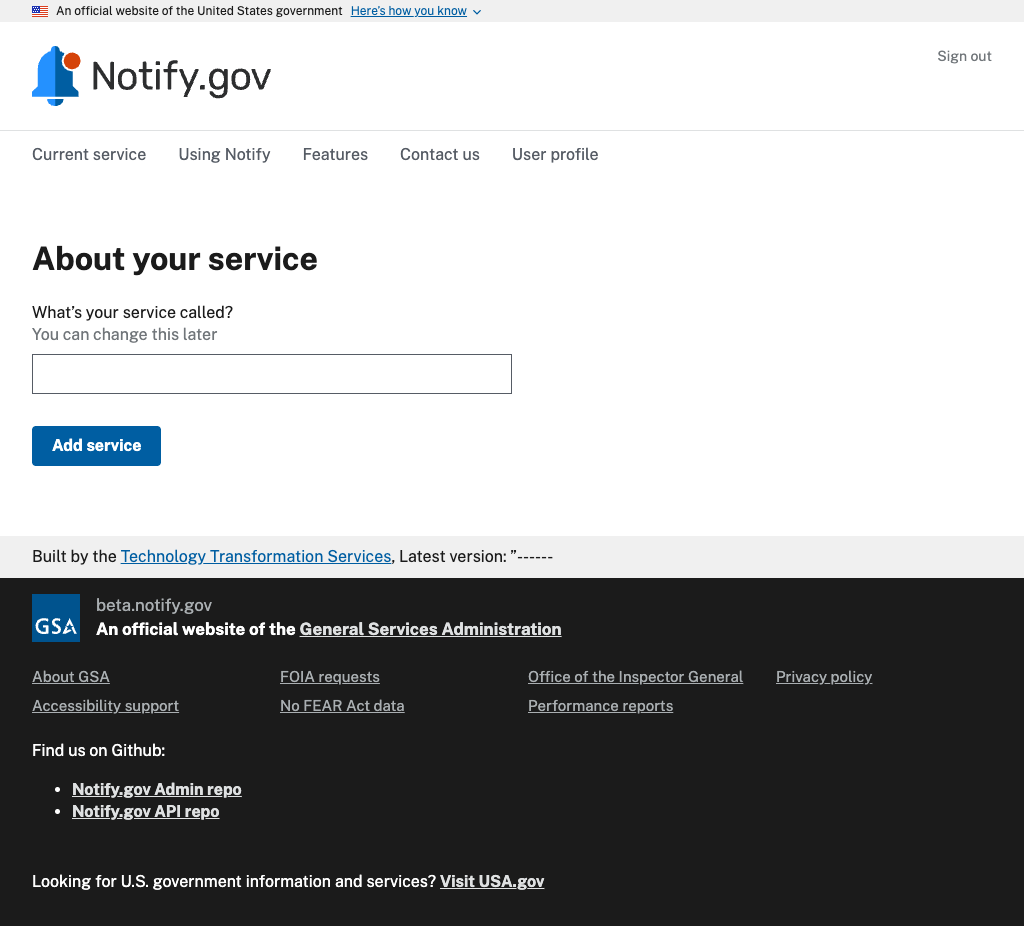 An official website of the United States government Here's how you know
Notify.gov
Sign out
Current service Using Notify Features Contact us User profile
About your service
What’s your service called?
You can change this later
Add service
Built by the Technology Transformation Services, Latest version: ”------
GSA
beta.notify.gov
An official website of the General Services Administration
About GSA FOIA requests Office of the Inspector General Privacy policy
Accessibility support No FEAR Act data Performance reports
Find us on Github:
• Notify.gov Admin repo
• Notify.gov API repo
Looking for U.S. government information and services? Visit USA.gov